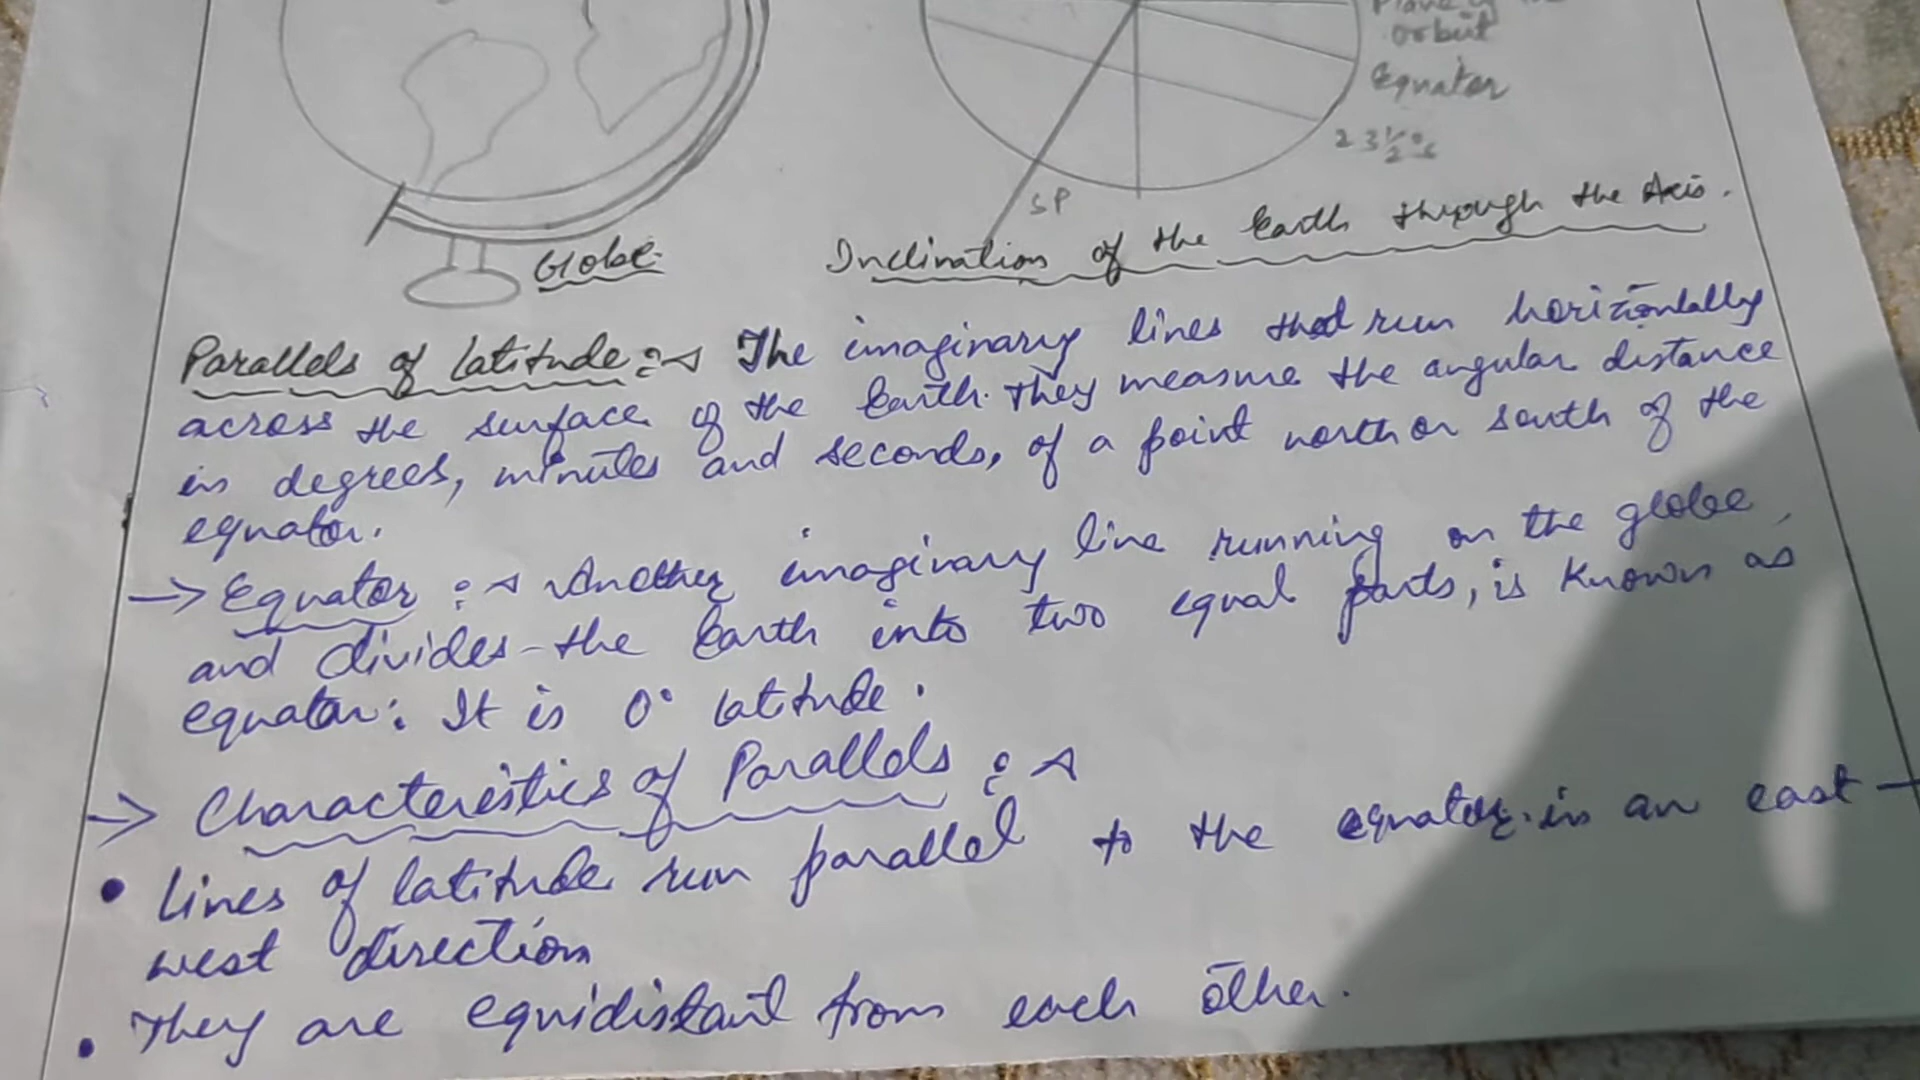 orbit
Equator
23½°S
SP
Globe.
Inclination of the Earth through the Axis.
Parallels of latitude :- The imaginary lines that run horizontally
across the surface of the Earth. They measure the angular distance
in degrees, minutes and seconds, of a point north or south of the
equator.
→ Equator :- Another imaginary line running on the globe,
and divides the Earth into two equal parts, is known as
equator. It is 0° latitude.
→ Characteristics of Parallels :-
• Lines of latitude run parallel to the equator. in an east -
west direction
• They are equidistant from each other.